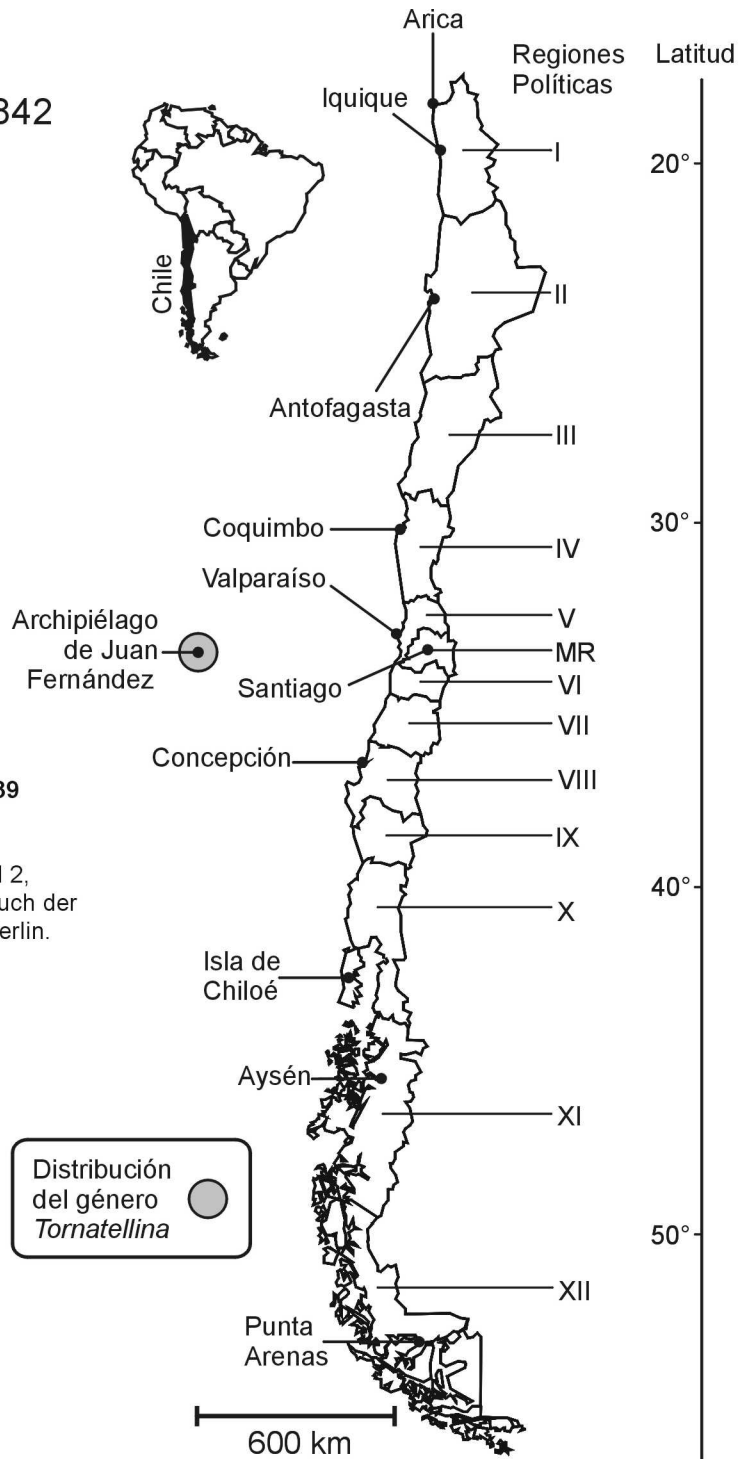 Arica
Regiones
Políticas
Latitud
842
Iquique
I
20°
Chile
II
Antofagasta
III
30°
Coquimbo
IV
Valparaíso
V
Archipiélago
de Juan
Fernández
MR
Santiago
VI
VII
Concepción
VIII
39
IX
d 2,
uch der
erlin.
40°
X
Isla de
Chiloé
Aysén
XI
Distribución
del género
Tornatellina
50°
XII
Punta
Arenas
600 km